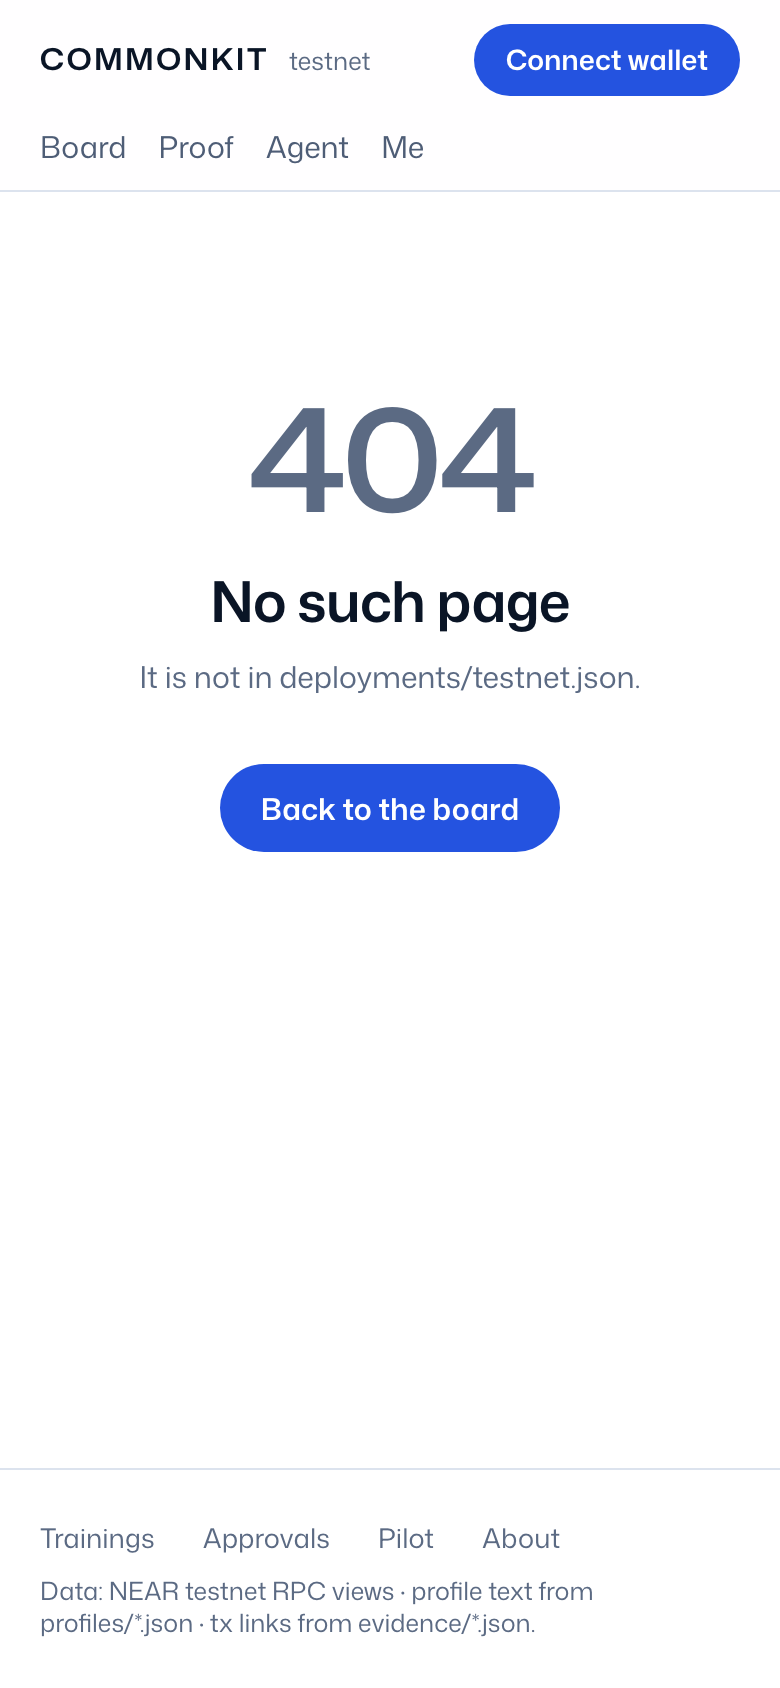 COMMONKIT testnet Connect wallet
Board Proof Agent Me
404
No such page
It is not in deployments/testnet.json.
Back to the board
Trainings Approvals Pilot About
Data: NEAR testnet RPC views · profile text from
profiles/*.json · tx links from evidence/*.json.